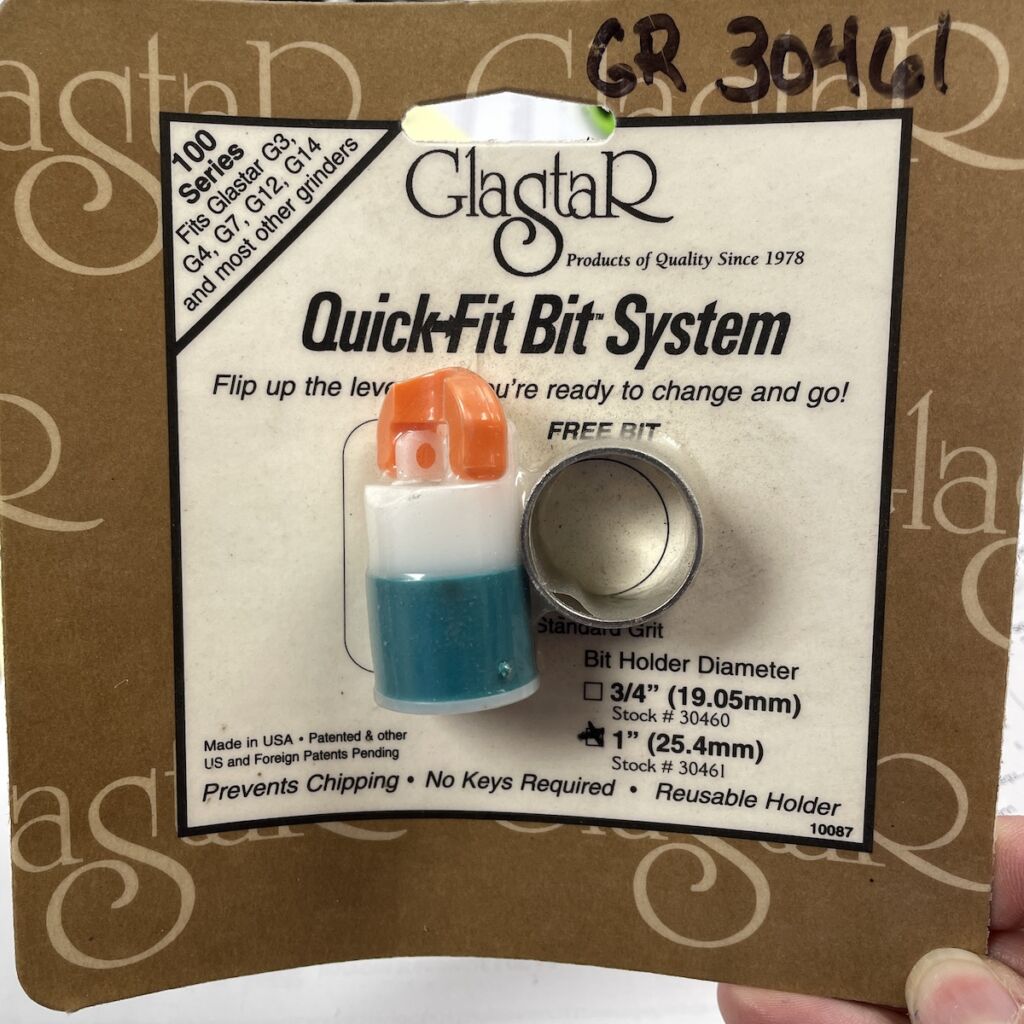 GR 30461
100
Series
Fits Glastar G3,
G4, G7, G12, G14
and most other grinders
GlaStaR
Products of Quality Since 1978
Quick-Fit Bit™ System
Flip up the you're ready to change and go!
FREE BIT
Standard Grit
Bit Holder Diameter
3/4" (19.05mm)
Stock # 30460
1" (25.4mm)
Stock # 30461
Made in USA • Patented & other
US and Foreign Patents Pending
Prevents Chipping • No Keys Required • Reusable Holder
10087